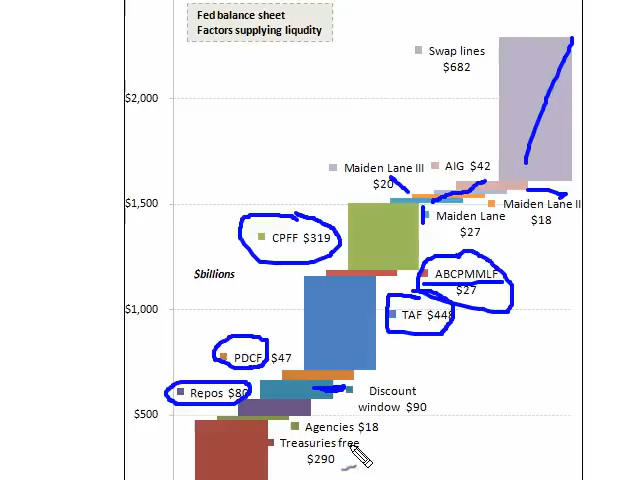 Fed balance sheet
Factors supplying liqudity
Swap lines
$682
$2,000
Maiden Lane III
$20
AIG $42
$1,500
Maiden Lane II
$18
Maiden Lane
$27
CPFF $319
$billions
ABCPMMLF
$27
$1,000
TAF $448
PDCF $47
Repos $80
Discount
window $90
$500
Agencies $18
Treasuries free
$290